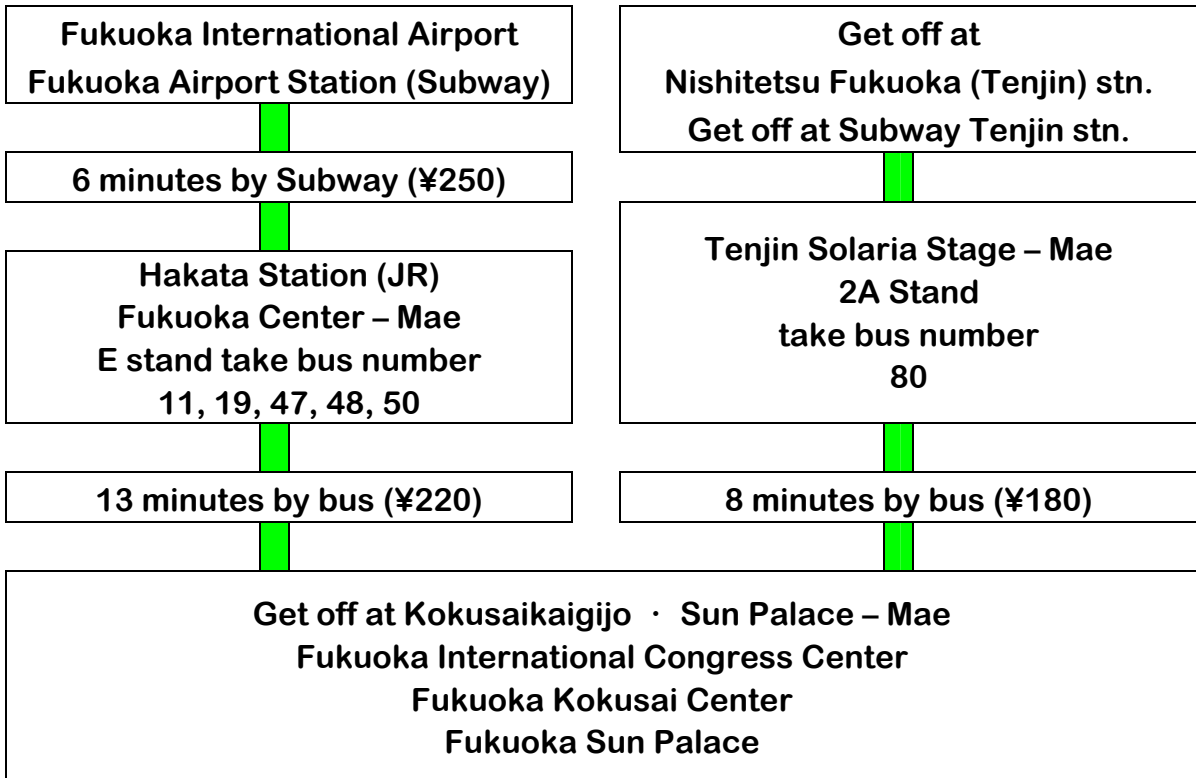 Fukuoka International Airport
Fukuoka Airport Station (Subway)
6 minutes by Subway (¥250)
Hakata Station (JR)
Fukuoka Center – Mae
E stand take bus number
11, 19, 47, 48, 50
13 minutes by bus (¥220)
Get off at
Nishitetsu Fukuoka (Tenjin) stn.
Get off at Subway Tenjin stn.
Tenjin Solaria Stage – Mae
2A Stand
take bus number
80
8 minutes by bus (¥180)
Get off at Kokusaikaigijo ・ Sun Palace – Mae
Fukuoka International Congress Center
Fukuoka Kokusai Center
Fukuoka Sun Palace